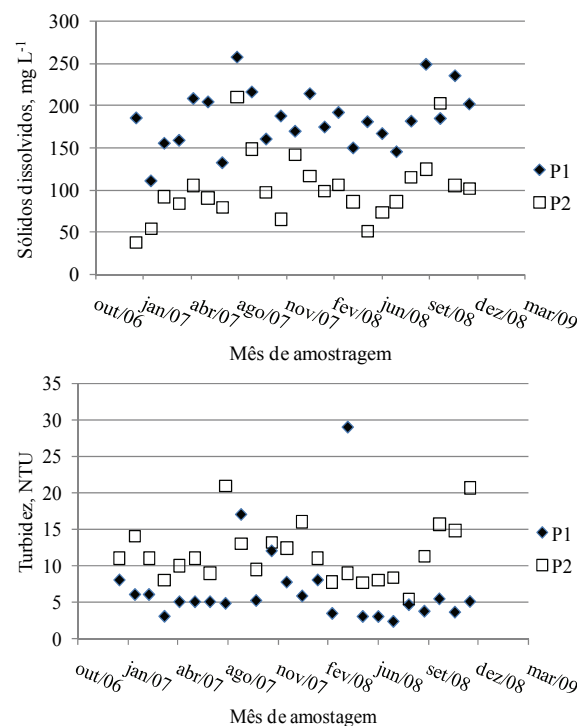 Sólidos dissolvidos, mg L-1
300
250
200
150
100
50
0
out/06
jan/07
abr/07
ago/07
nov/07
fev/08
jun/08
set/08
dez/08
mar/09
P1
P2
Mês de amostragem
Turbidez, NTU
35
30
25
20
15
10
5
0
out/06
jan/07
abr/07
ago/07
nov/07
fev/08
jun/08
set/08
dez/08
mar/09
P1
P2
Mês de amostagem